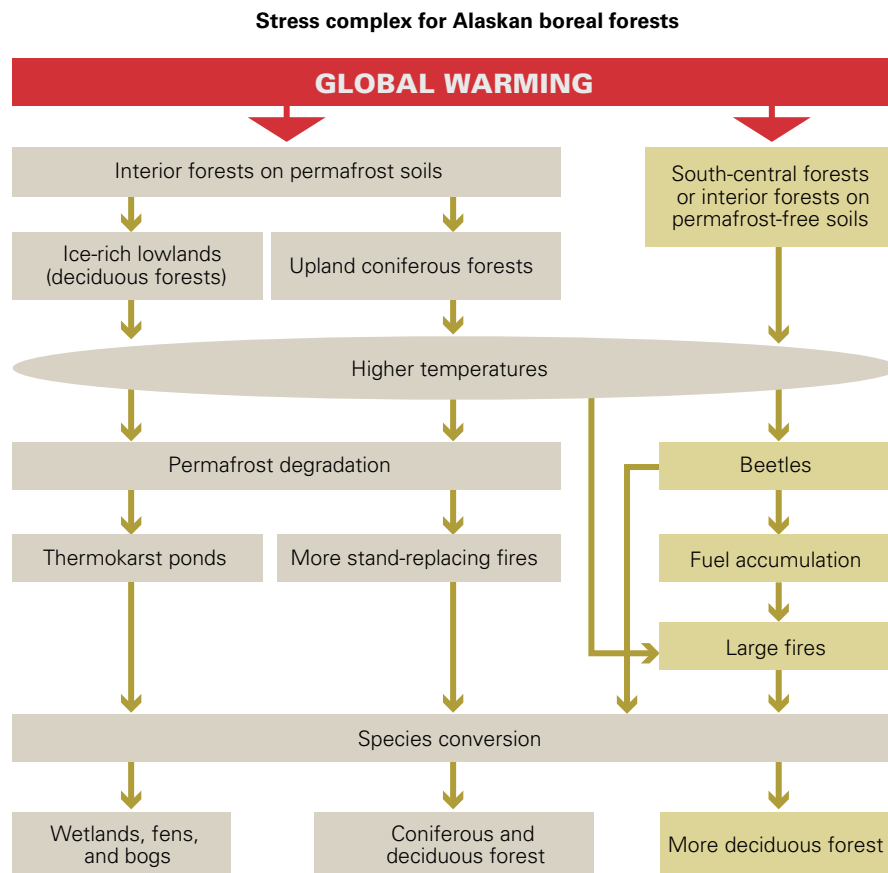 Stress complex for Alaskan boreal forests
GLOBAL WARMING
Interior forests on permafrost soils
South-central forests
or interior forests on
permafrost-free soils
Ice-rich lowlands
(deciduous forests)
Upland coniferous forests
Higher temperatures
Permafrost degradation
Beetles
Thermokarst ponds
More stand-replacing fires
Fuel accumulation
Large fires
Species conversion
Wetlands, fens,
and bogs
Coniferous and
deciduous forest
More deciduous forest